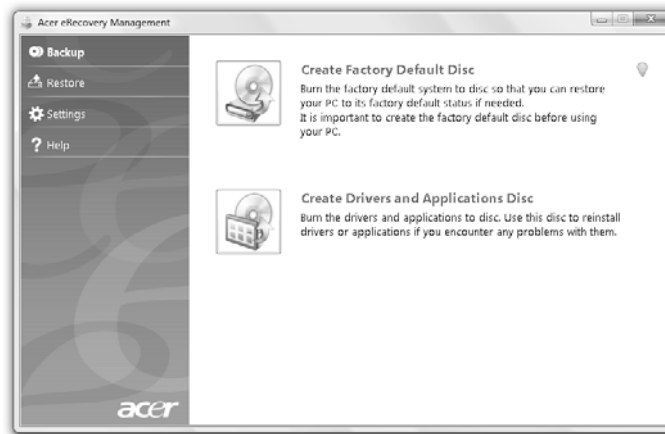 Acer eRecovery Management
Backup
Restore
Settings
Help
Create Factory Default Disc
Burn the factory default system to disc so that you can restore
your PC to its factory default status if needed.
It is important to create the factory default disc before using
your PC.
Create Drivers and Applications Disc
Burn the drivers and applications to disc. Use this disc to reinstall
drivers or applications if you encounter any problems with them.
acer